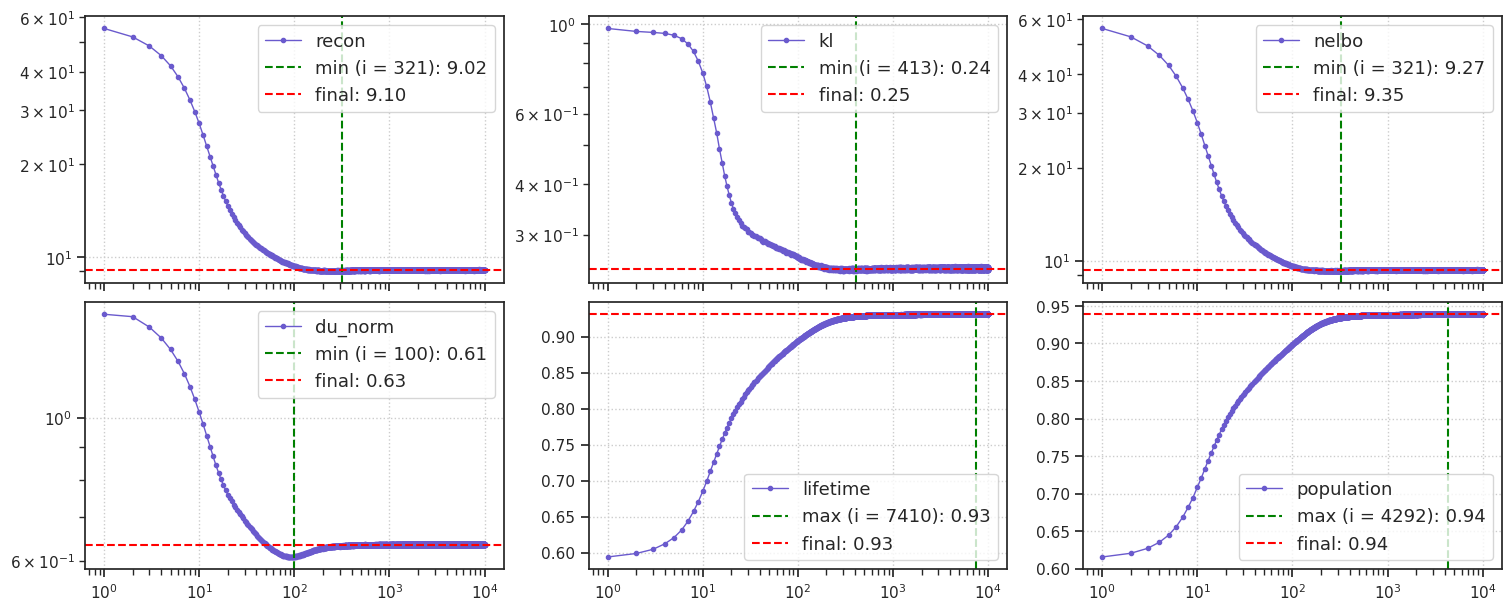 6 × 10¹
4 × 10¹
3 × 10¹
2 × 10¹
10¹
recon
min (i = 321): 9.02
final: 9.10
10⁰
6 × 10⁻¹
4 × 10⁻¹
3 × 10⁻¹
kl
min (i = 413): 0.24
final: 0.25
6 × 10¹
4 × 10¹
3 × 10¹
2 × 10¹
10¹
nelbo
min (i = 321): 9.27
final: 9.35
10⁰
6 × 10⁻¹
du_norm
min (i = 100): 0.61
final: 0.63
10⁰ 10¹ 10² 10³ 10⁴
0.90
0.85
0.80
0.75
0.70
0.65
0.60
lifetime
max (i = 7410): 0.93
final: 0.93
10⁰ 10¹ 10² 10³ 10⁴
0.95
0.90
0.85
0.80
0.75
0.70
0.65
0.60
population
max (i = 4292): 0.94
final: 0.94
10⁰ 10¹ 10² 10³ 10⁴